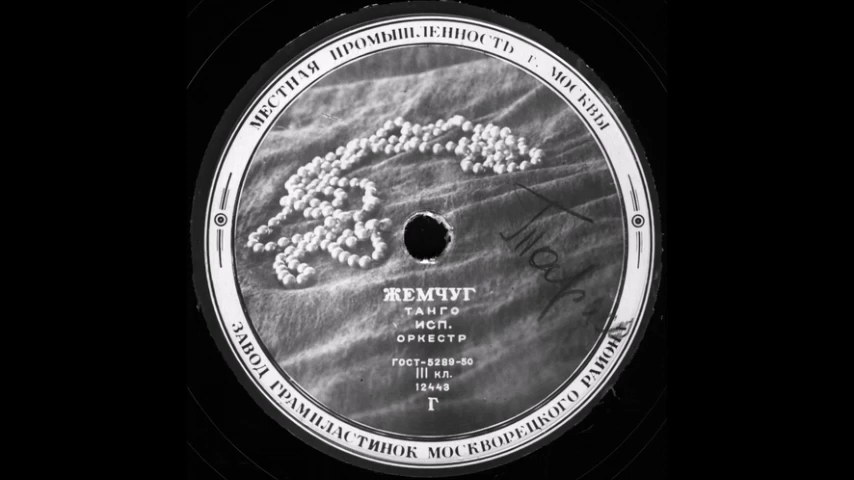 МЕСТНАЯ ПРОМЫШЛЕННОСТЬ г. МОСКВЫ
ЖЕМЧУГ
ТАНГО
ИСП.
ОРКЕСТР
ГОСТ-5289-50
III КЛ.
12443
Г
ЗАВОД ГРАМПЛАСТИНОК МОСКВОРЕЦКОГО РАЙОНА